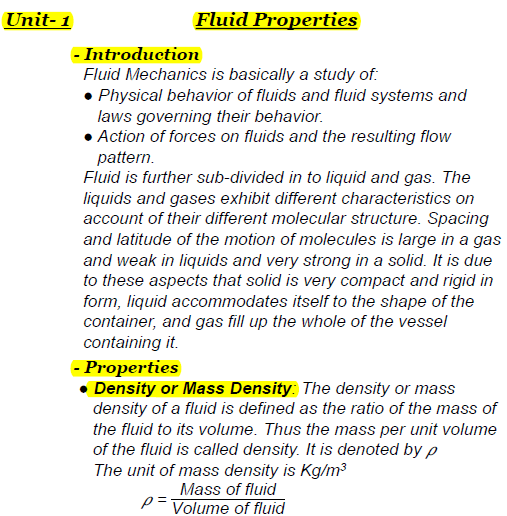 Unit- 1 Fluid Properties
- Introduction
Fluid Mechanics is basically a study of:
● Physical behavior of fluids and fluid systems and
laws governing their behavior.
● Action of forces on fluids and the resulting flow
pattern.
Fluid is further sub-divided in to liquid and gas. The
liquids and gases exhibit different characteristics on
account of their different molecular structure. Spacing
and latitude of the motion of molecules is large in a gas
and weak in liquids and very strong in a solid. It is due
to these aspects that solid is very compact and rigid in
form, liquid accommodates itself to the shape of the
container, and gas fill up the whole of the vessel
containing it.
- Properties
● Density or Mass Density: The density or mass
density of a fluid is defined as the ratio of the mass of
the fluid to its volume. Thus the mass per unit volume
of the fluid is called density. It is denoted by ρ
The unit of mass density is Kg/m³
Mass of fluid
ρ =
Volume of fluid